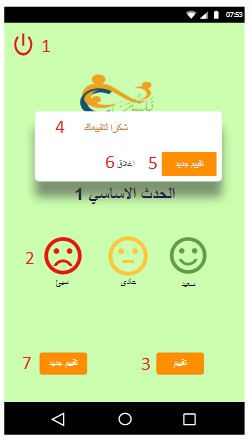 07:53
1
4 شكرا لتقييمك
6 اغلاق 5 تقييم جديد
الحدث الاساسي 1
2
سيئ عادي سعيد
7 تقييم جديد 3 تقييم